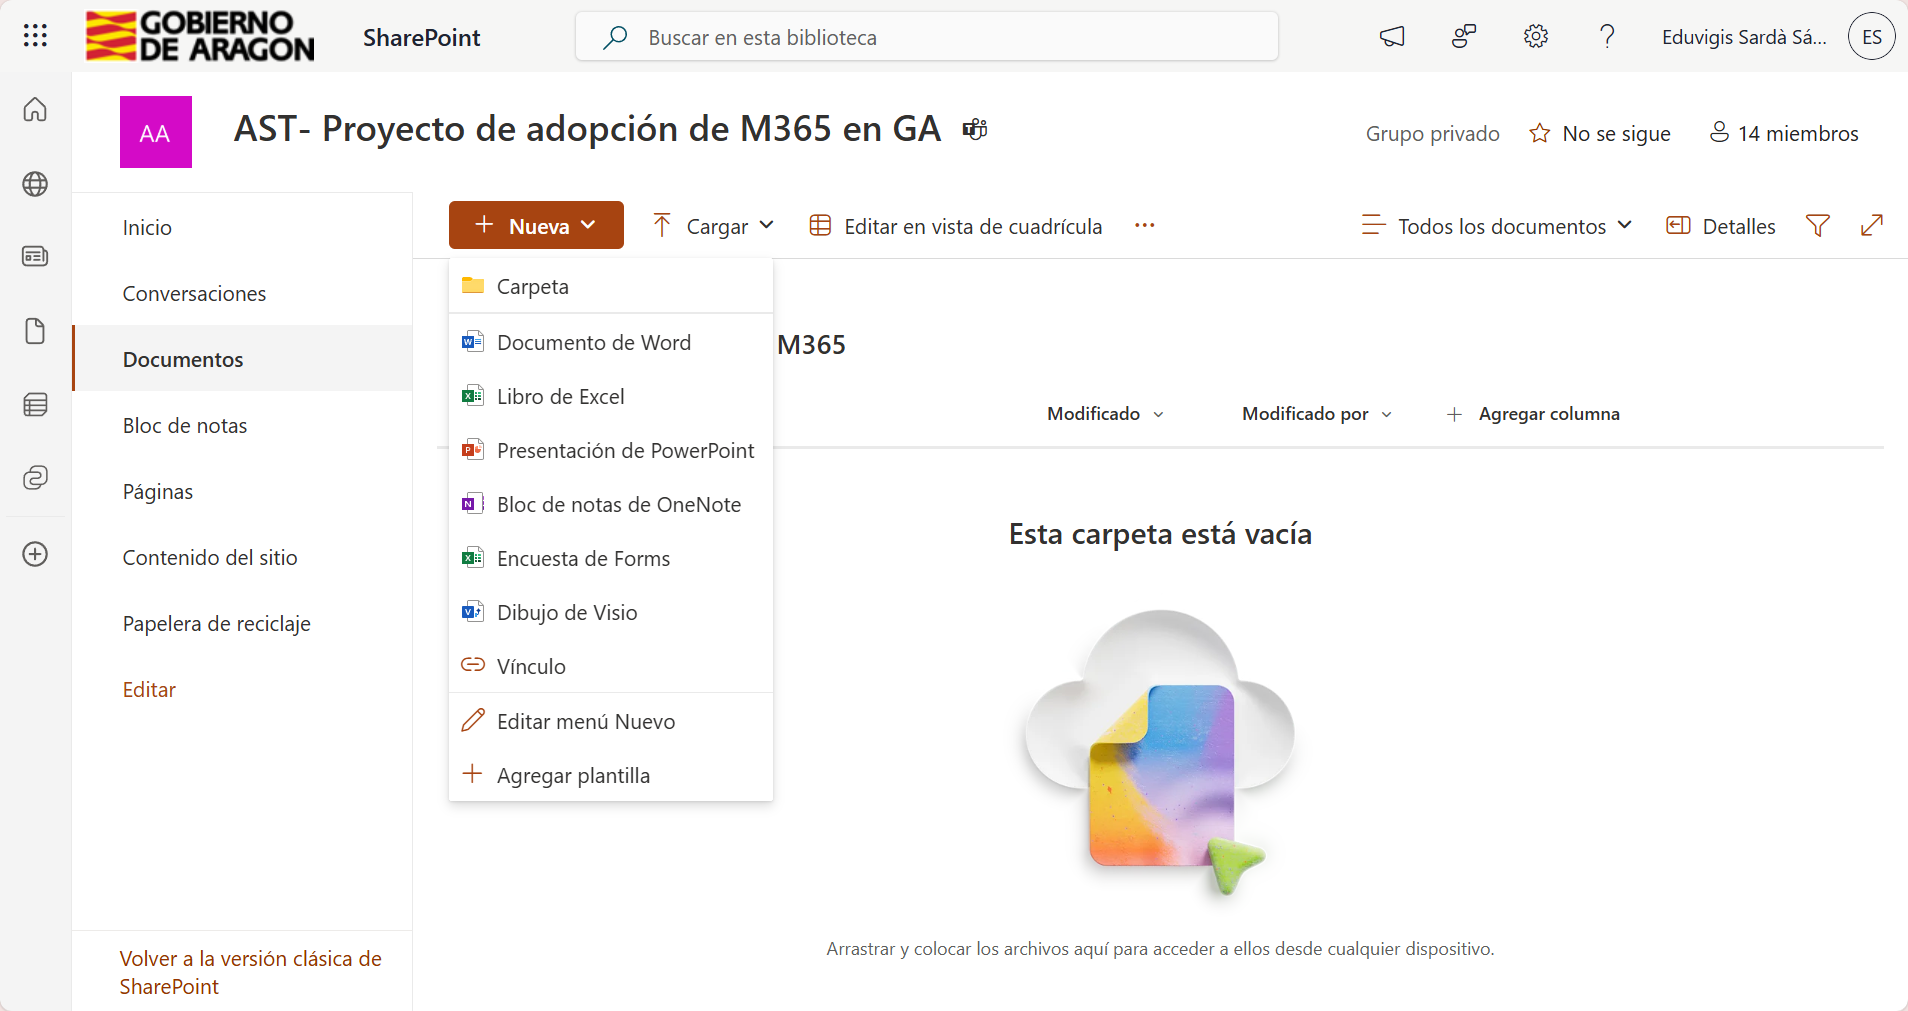 GOBIERNO
DE ARAGON
SharePoint
Buscar en esta biblioteca
Eduvigis Sardà Sá...
ES
AA
AST- Proyecto de adopción de M365 en GA
Grupo privado
No se sigue
14 miembros
Inicio
Conversaciones
Documentos
Bloc de notas
Páginas
Contenido del sitio
Papelera de reciclaje
Editar
Volver a la versión clásica de
SharePoint
Nueva
Cargar
Editar en vista de cuadrícula
Todos los documentos
Detalles
Carpeta
Documento de Word
Libro de Excel
Presentación de PowerPoint
Bloc de notas de OneNote
Encuesta de Forms
Dibujo de Visio
Vínculo
Editar menú Nuevo
Agregar plantilla
M365
Modificado
Modificado por
Agregar columna
Esta carpeta está vacía
Arrastrar y colocar los archivos aquí para acceder a ellos desde cualquier dispositivo.